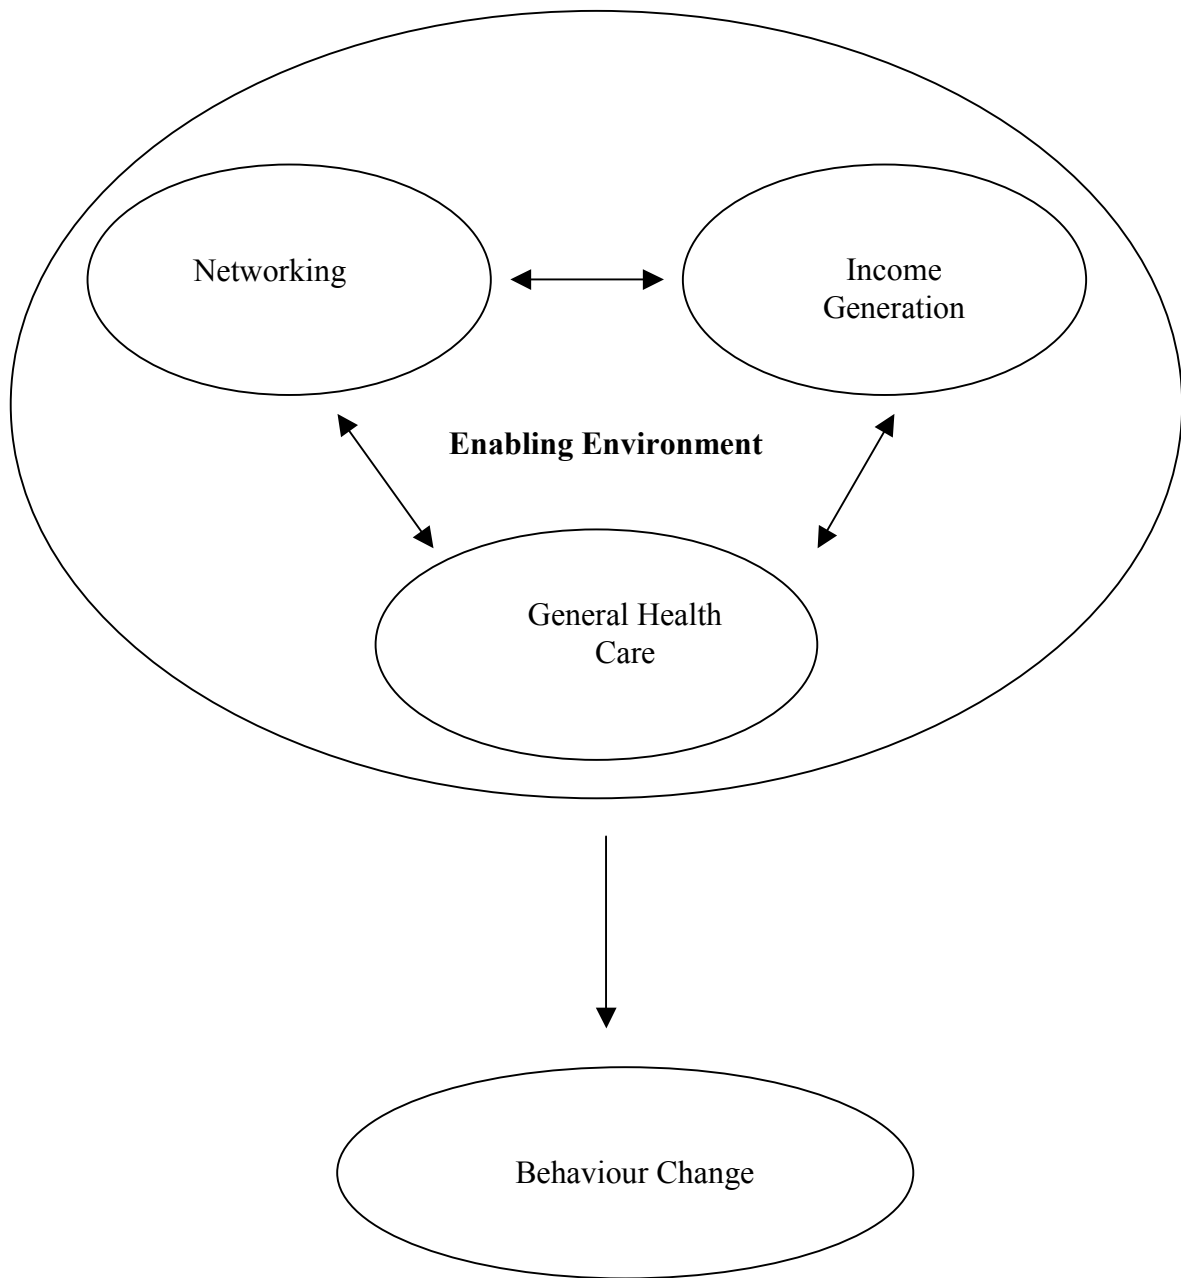 Networking
Income
Generation
Enabling Environment
General Health
Care
Behaviour Change